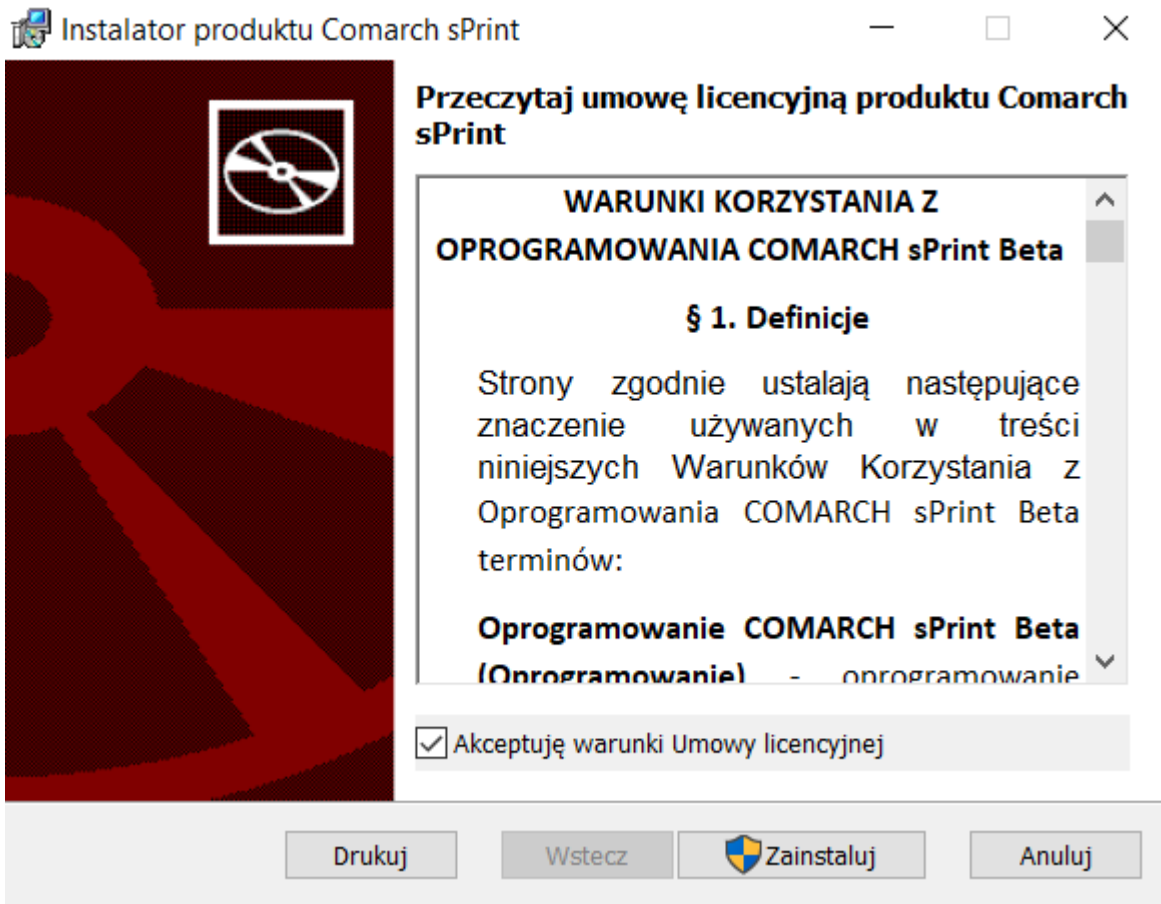 Instalator produktu Comarch sPrint
Przeczytaj umowę licencyjną produktu Comarch
sPrint
WARUNKI KORZYSTANIA Z
OPROGRAMOWANIA COMARCH sPrint Beta
§ 1. Definicje
Strony zgodnie ustalają następujące
znaczenie używanych w treści
niniejszych Warunków Korzystania z
Oprogramowania COMARCH sPrint Beta
terminów:
Oprogramowanie COMARCH sPrint Beta
(Oprogramowanie) - oprogramowanie
Akceptuję warunki Umowy licencyjnej
Drukuj Wstecz Zainstaluj Anuluj